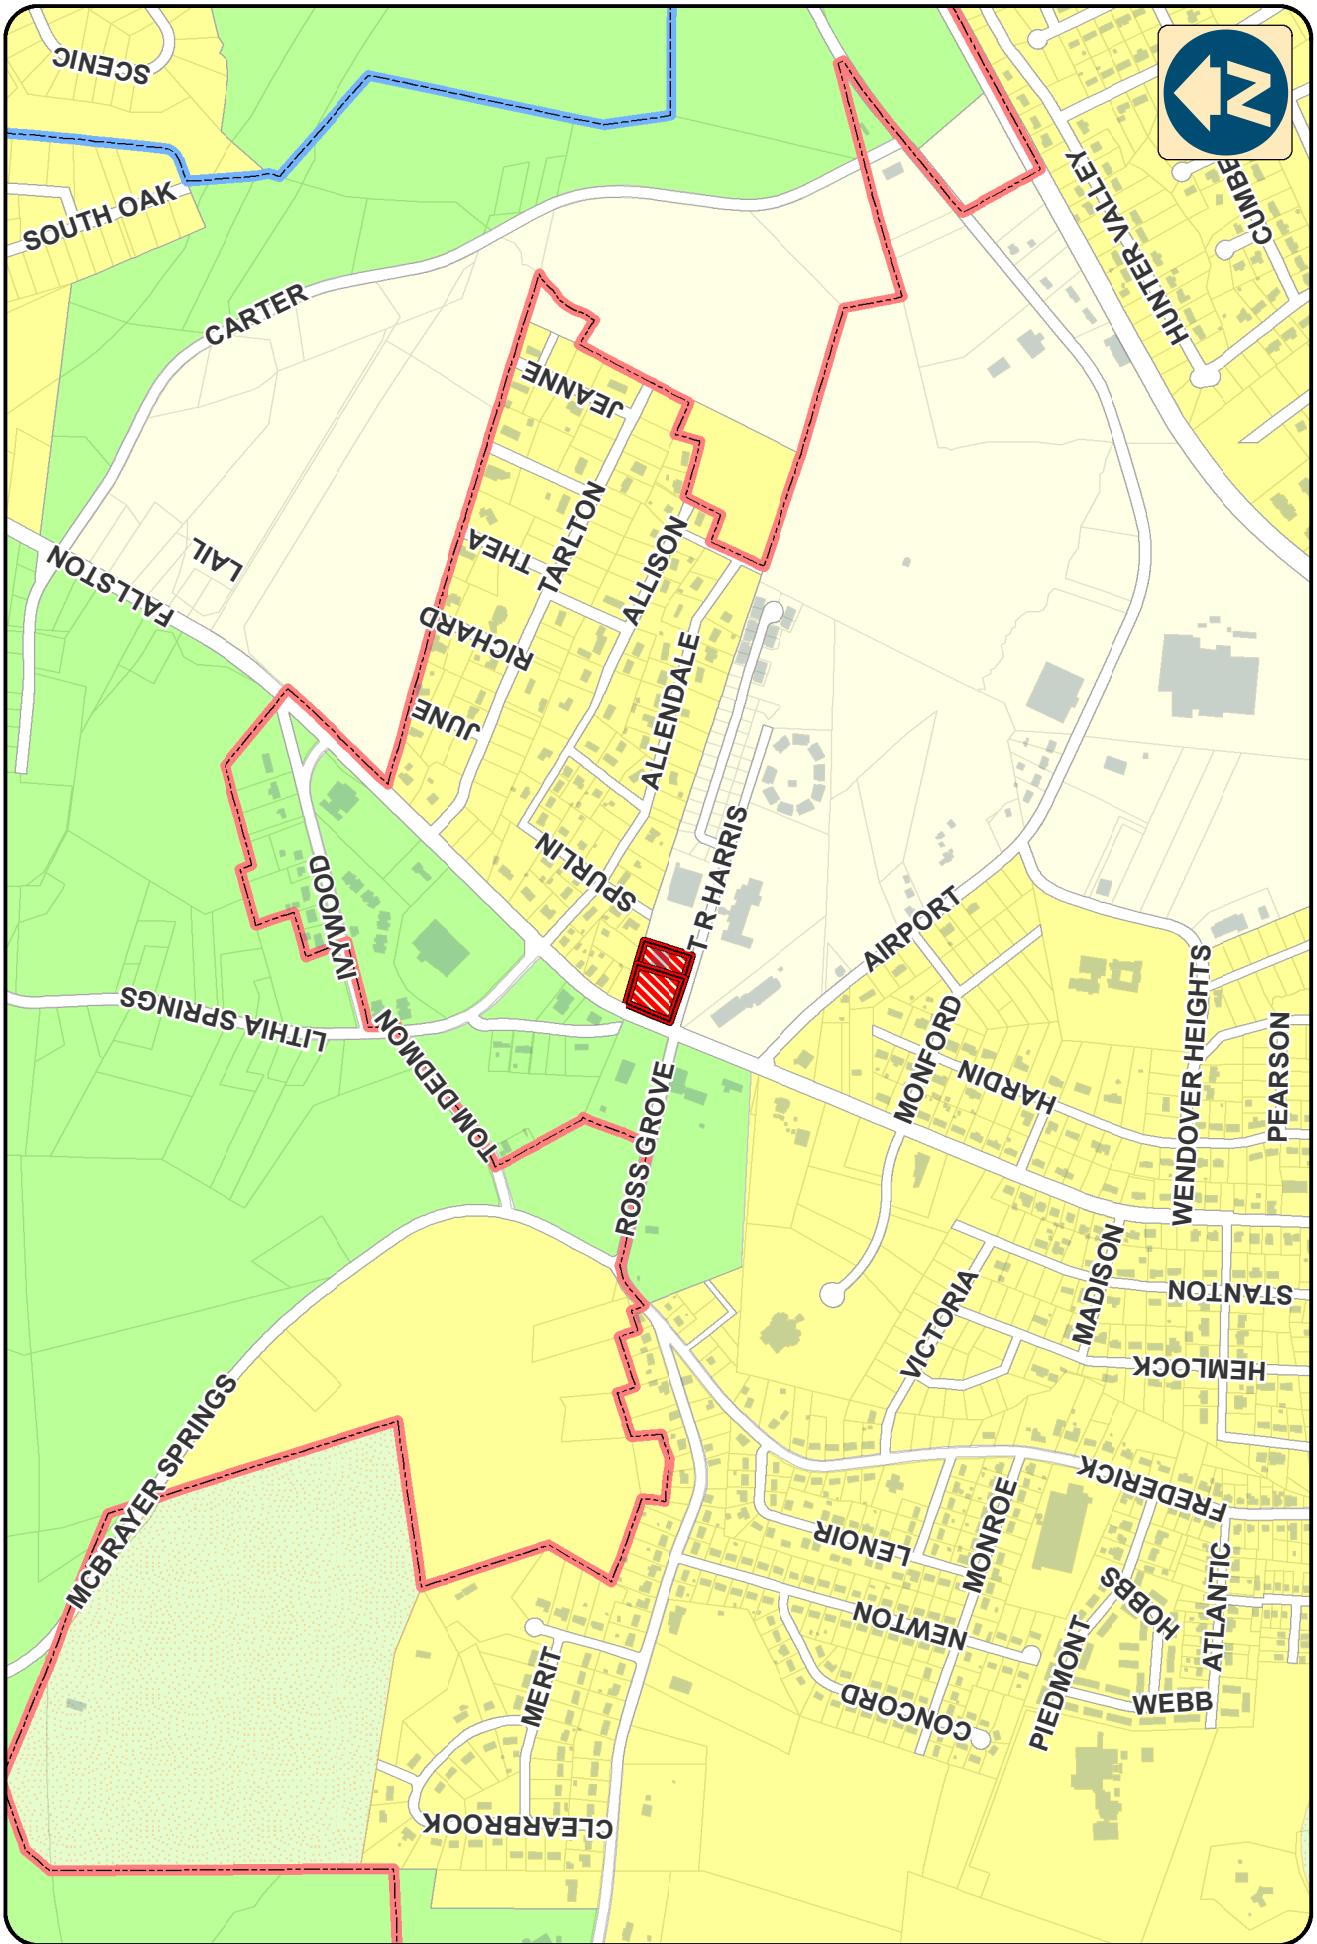 SCENIC
N
SOUTH OAK
HUNTER VALLEY
CUMBE
CARTER
JEANNE
FALLSTON
LAIL
THEA
TARLTON
ALLISON
RICHARD
JUNE
ALLENDALE
SPURLIN
T R HARRIS
IVYWOOD
AIRPORT
LITHIA SPRINGS
TOM DEDMON
ROSS GROVE
MONFORD
HARDIN
WENDOVER HEIGHTS
PEARSON
VICTORIA
MADISON
STANTON
HEMLOCK
MCBRAYER SPRINGS
FREDERICK
LENOIR
MONROE
HOBBS
ATLANTIC
NEWTON
MERIT
CONCORD
PIEDMONT
WEBB
CLEARBROOK